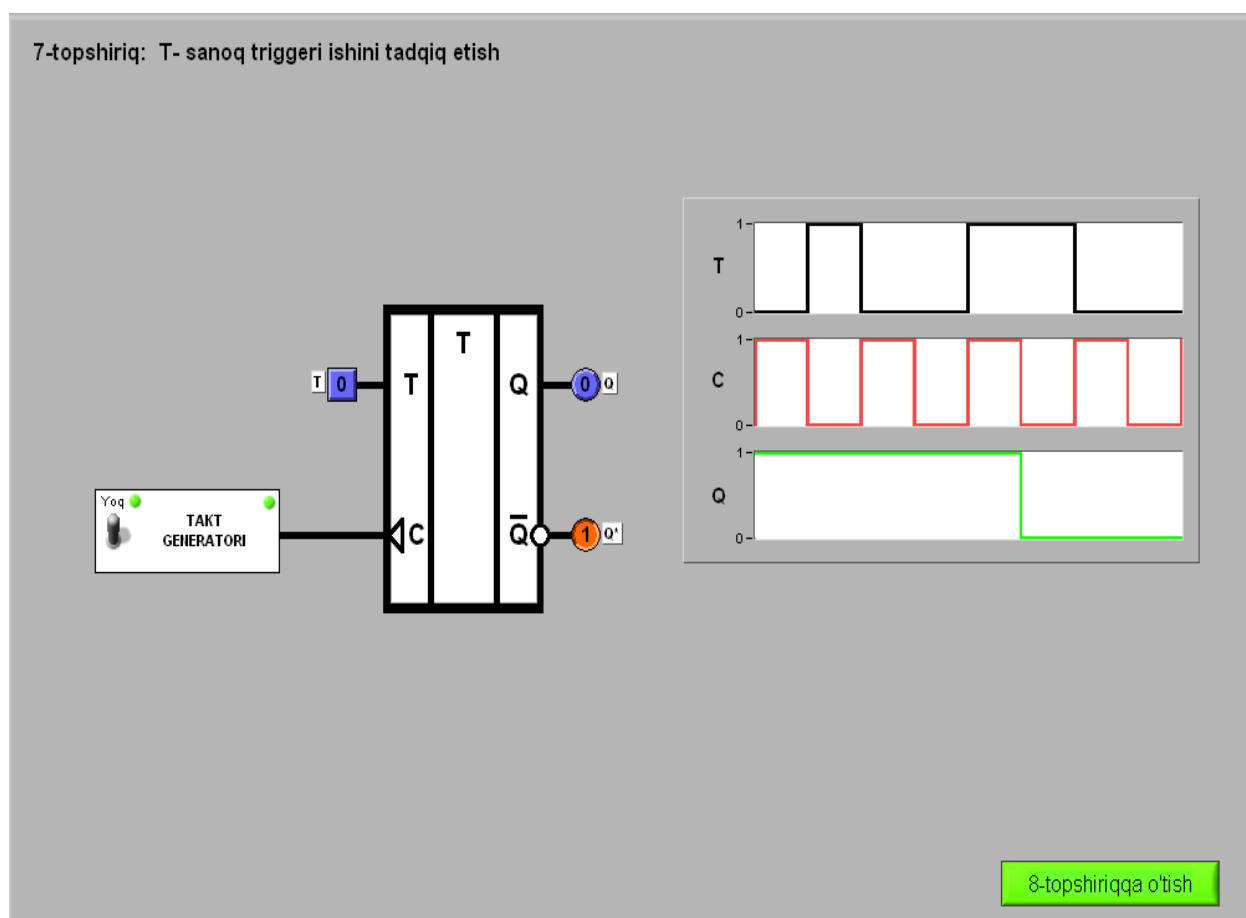 7-topshiriq: T- sanoq triggeri ishini tadqiq etish
T
1
0
T
1
0
C
1
0
Q
T
T 0 T Q 0 Q
Yoq
TAKT
GENERATORI
C Q̅ 1 Q*
8-topshiriqqa o'tish